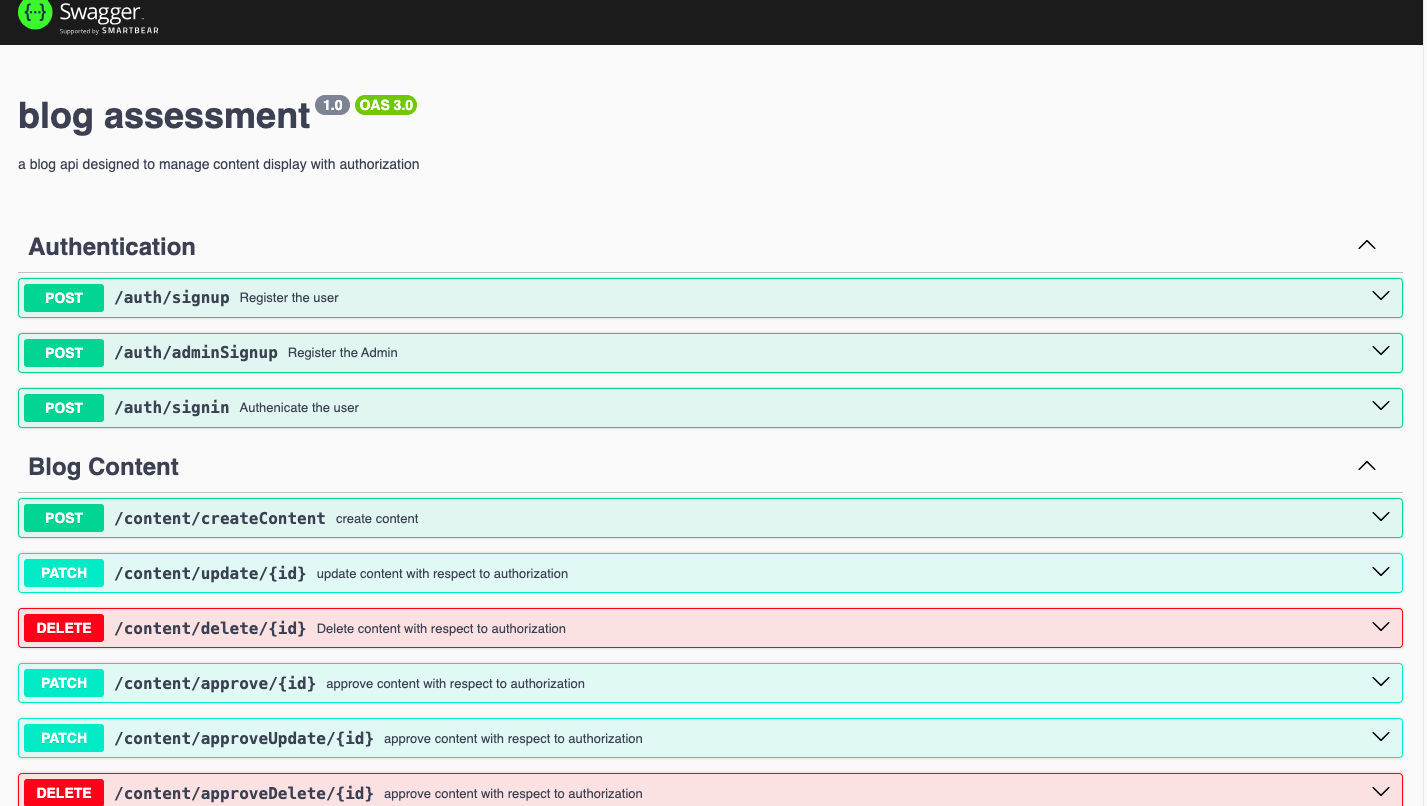 {···} Swagger
Supported by SMARTBEAR
blog assessment 1.0 OAS 3.0
a blog api designed to manage content display with authorization
Authentication
POST /auth/signup Register the user
POST /auth/adminSignup Register the Admin
POST /auth/signin Authenicate the user
Blog Content
POST /content/createContent create content
PATCH /content/update/{id} update content with respect to authorization
DELETE /content/delete/{id} Delete content with respect to authorization
PATCH /content/approve/{id} approve content with respect to authorization
PATCH /content/approveUpdate/{id} approve content with respect to authorization
DELETE /content/approveDelete/{id} approve content with respect to authorization